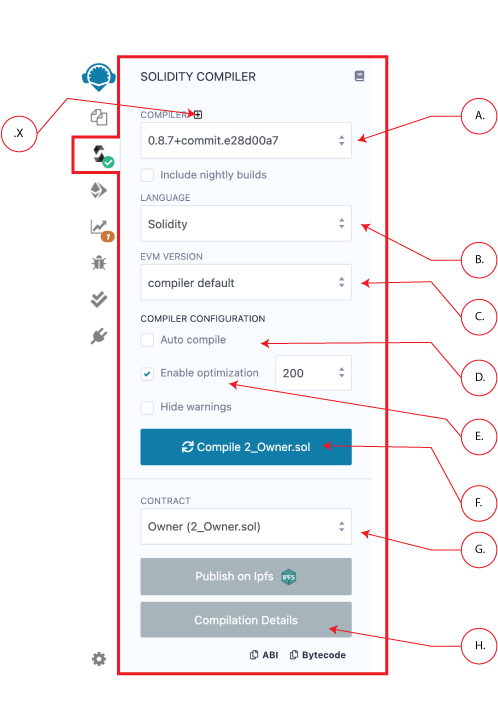 SOLIDITY COMPILER
.X
COMPILER
A.
0.8.7+commit.e28d00a7
Include nightly builds
LANGUAGE
Solidity
B.
EVM VERSION
compiler default
C.
COMPILER CONFIGURATION
Auto compile
D.
Enable optimization 200
Hide warnings
E.
Compile 2_Owner.sol
F.
CONTRACT
Owner (2_Owner.sol)
G.
Publish on Ipfs IPFS
Compilation Details
H.
ABI Bytecode